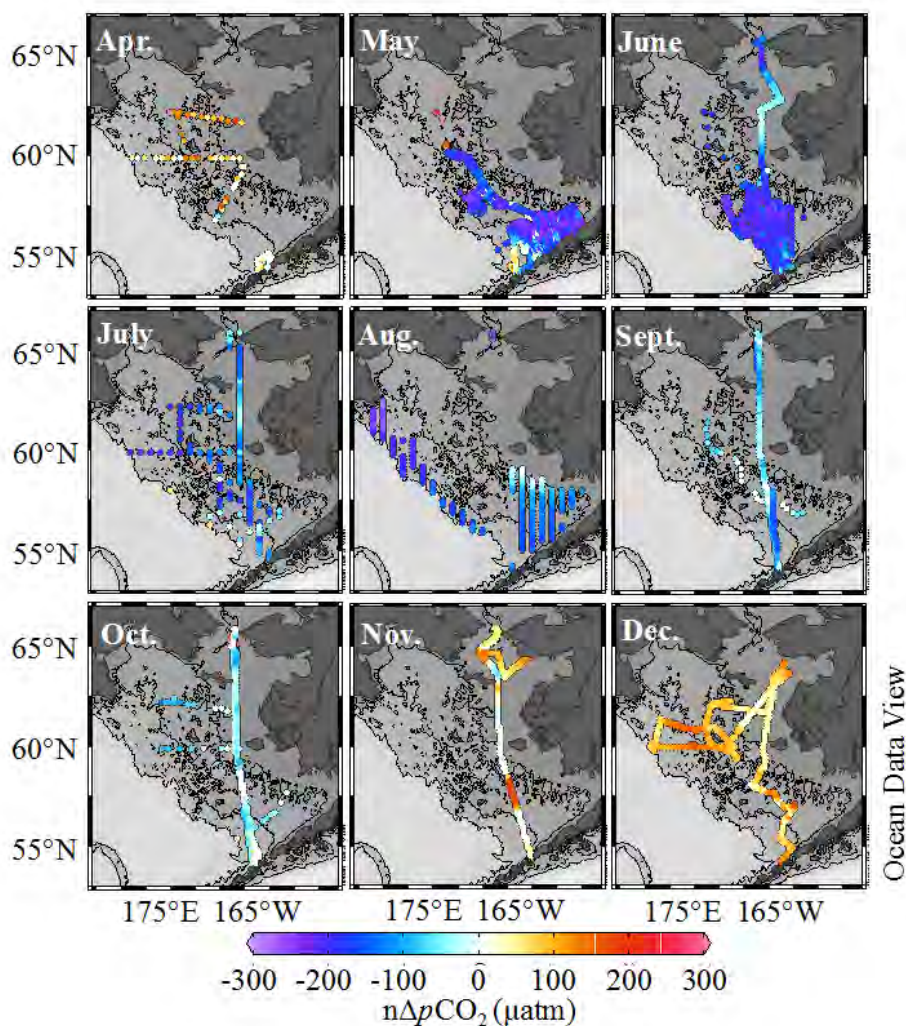 Apr.
May
June
65°N
60°N
55°N
July
Aug.
Sept.
65°N
60°N
55°N
Oct.
Nov.
Dec.
65°N
60°N
55°N
175°E 165°W
175°E 165°W
175°E 165°W
Ocean Data View
-300 -200 -100 0 100 200 300
nΔpCO₂ (µatm)